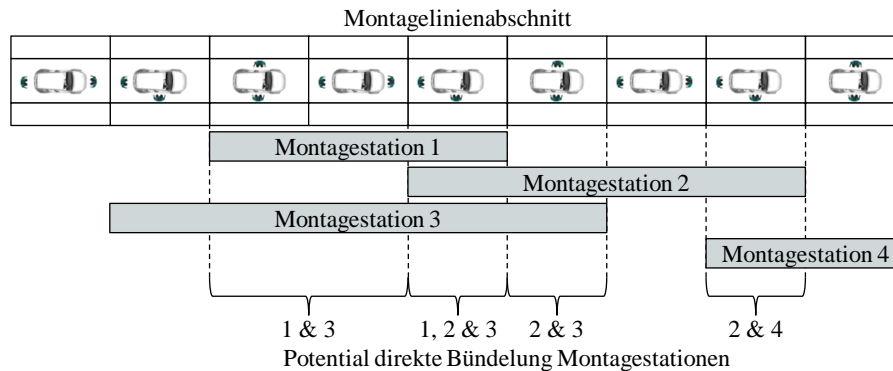 Montagelinienabschnitt
Montagestation 1
Montagestation 2
Montagestation 3
Montagestation 4
1 & 3
1, 2 & 3
2 & 3
2 & 4
Potential direkte Bündelung Montagestationen